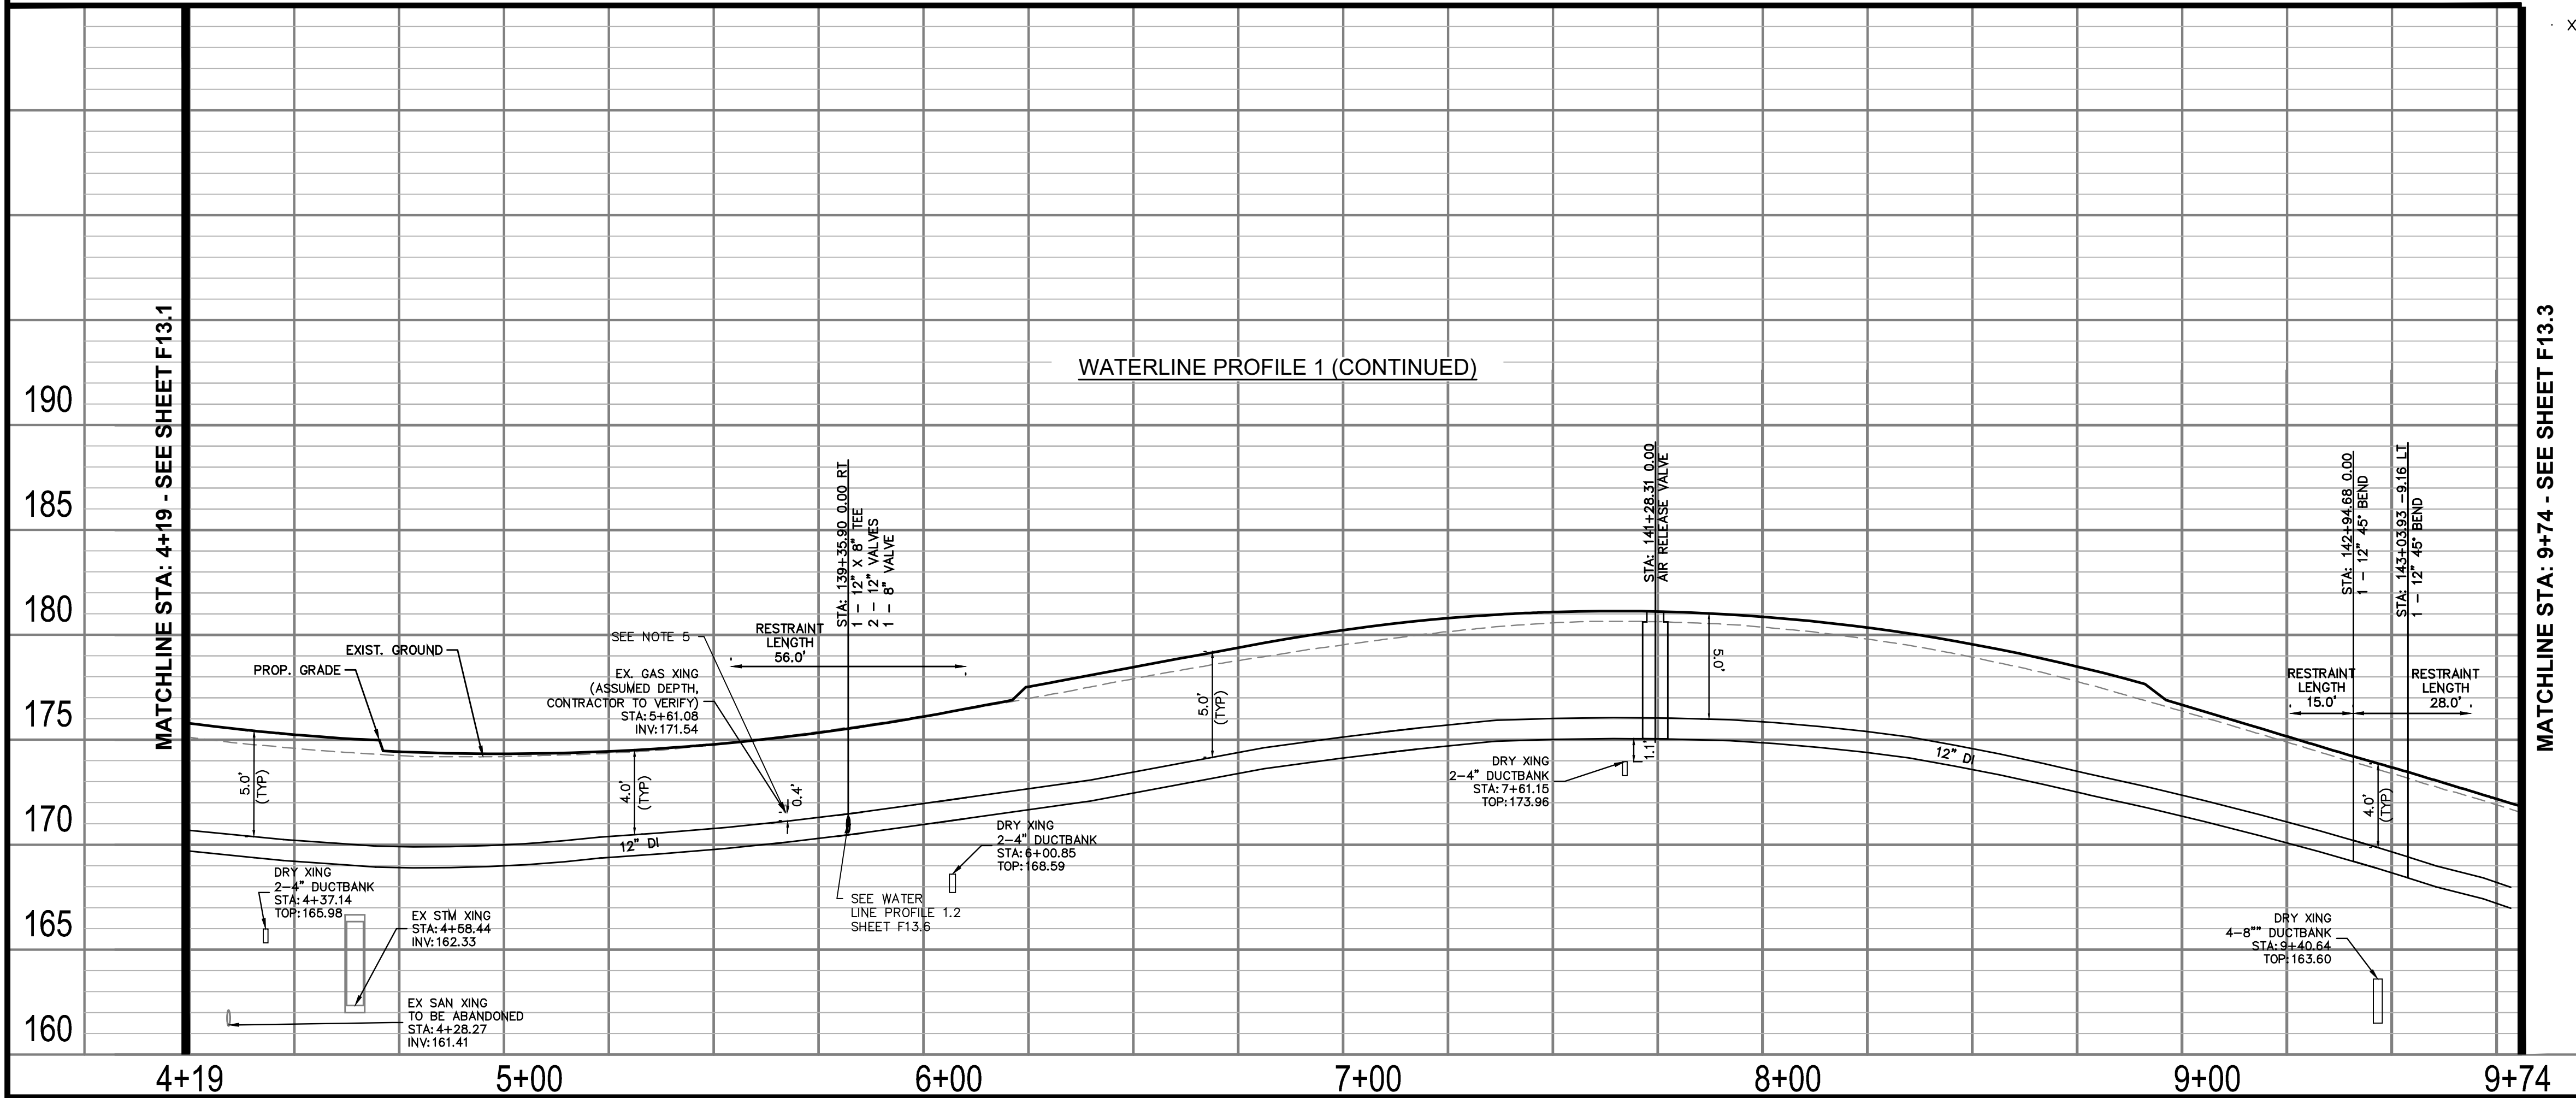 X
MATCHLINE STA: 4+19 - SEE SHEET F13.1
WATERLINE PROFILE 1 (CONTINUED)
MATCHLINE STA: 9+74 - SEE SHEET F13.3
190
185
180
175
170
165
160
PROP. GRADE
EXIST. GROUND
5.0'
(TYP)
4.0'
(TYP)
12" DI
DRY XING
2-4" DUCTBANK
STA:4+37.14
TOP:165.98
EX STM XING
STA:4+58.44
INV:162.33
EX SAN XING
TO BE ABANDONED
STA:4+28.27
INV:161.41
SEE NOTE 5
EX. GAS XING
(ASSUMED DEPTH,
CONTRACTOR TO VERIFY)
STA:5+61.08
INV:171.54
0.4'
RESTRAINT
LENGTH
56.0'
STA: 139+35.90 0.00 RT
1 - 12" X 8" TEE
2 - 12" VALVES
1 - 8" VALVE
SEE WATER
LINE PROFILE 1.2
SHEET F13.6
DRY XING
2-4" DUCTBANK
STA:6+00.85
TOP:168.59
5.0'
(TYP)
STA: 141+28.31 0.00
AIR RELEASE VALVE
5.0'
1.1'
DRY XING
2-4" DUCTBANK
STA:7+61.15
TOP:173.96
12" DI
STA: 142+94.68 0.00
1 - 12" 45° BEND
STA: 143+03.93 -9.16 LT
1 - 12" 45° BEND
RESTRAINT
LENGTH
15.0'
RESTRAINT
LENGTH
28.0'
4.0'
(TYP)
DRY XING
4-8"" DUCTBANK
STA:9+40.64
TOP:163.60
4+19
5+00
6+00
7+00
8+00
9+00
9+74